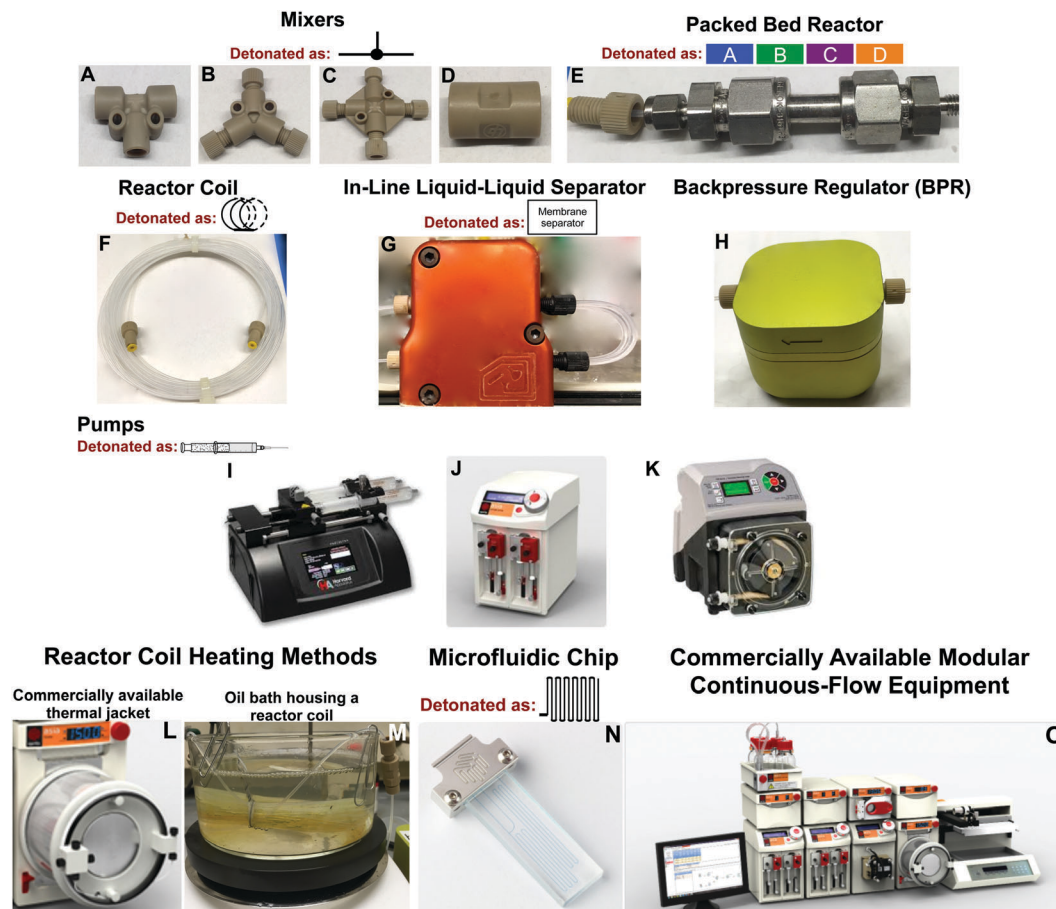 Mixers
Detonated as:
Packed Bed Reactor
Detonated as: A B C D
A
B
C
D
E
Reactor Coil
Detonated as:
In-Line Liquid-Liquid Separator
Detonated as: Membrane
separator
Backpressure Regulator (BPR)
F
G
H
Pumps
Detonated as:
I
J
K
Reactor Coil Heating Methods
Commercially available
thermal jacket
Oil bath housing a
reactor coil
Microfluidic Chip
Detonated as:
Commercially Available Modular
Continuous-Flow Equipment
L
M
N
O